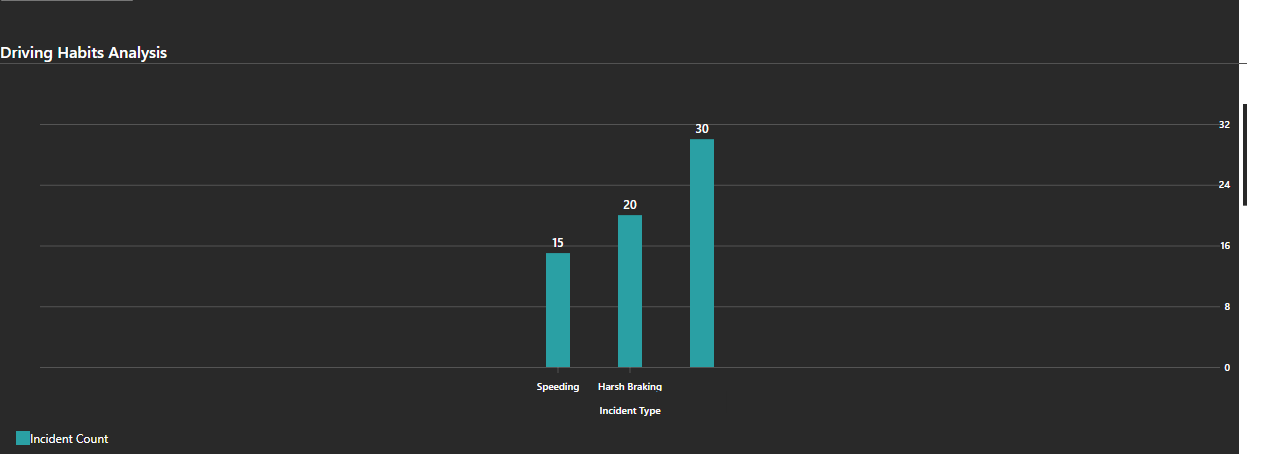 Driving Habits Analysis
32
30
24
20
16
15
8
0
Speeding Harsh Braking
Incident Type
Incident Count